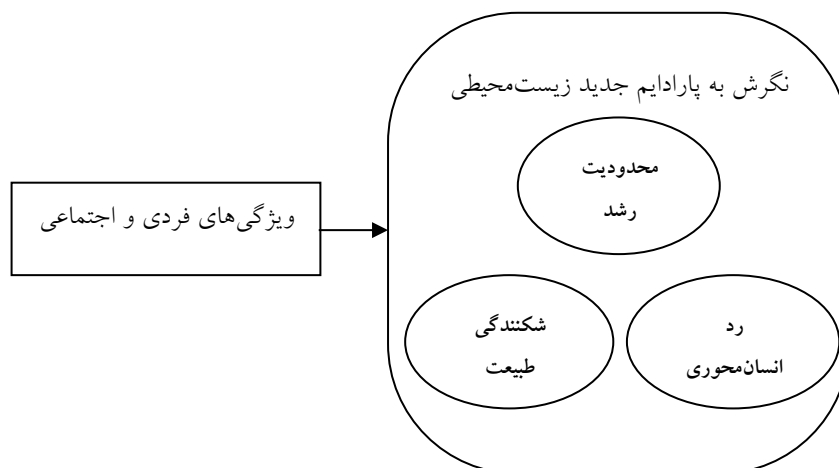 نگرش به پارادایم جدید زیست‌محیطی
محدودیت
رشد
ویژگی‌های فردی و اجتماعی
رد
انسان‌محوری
شکنندگی
طبیعت